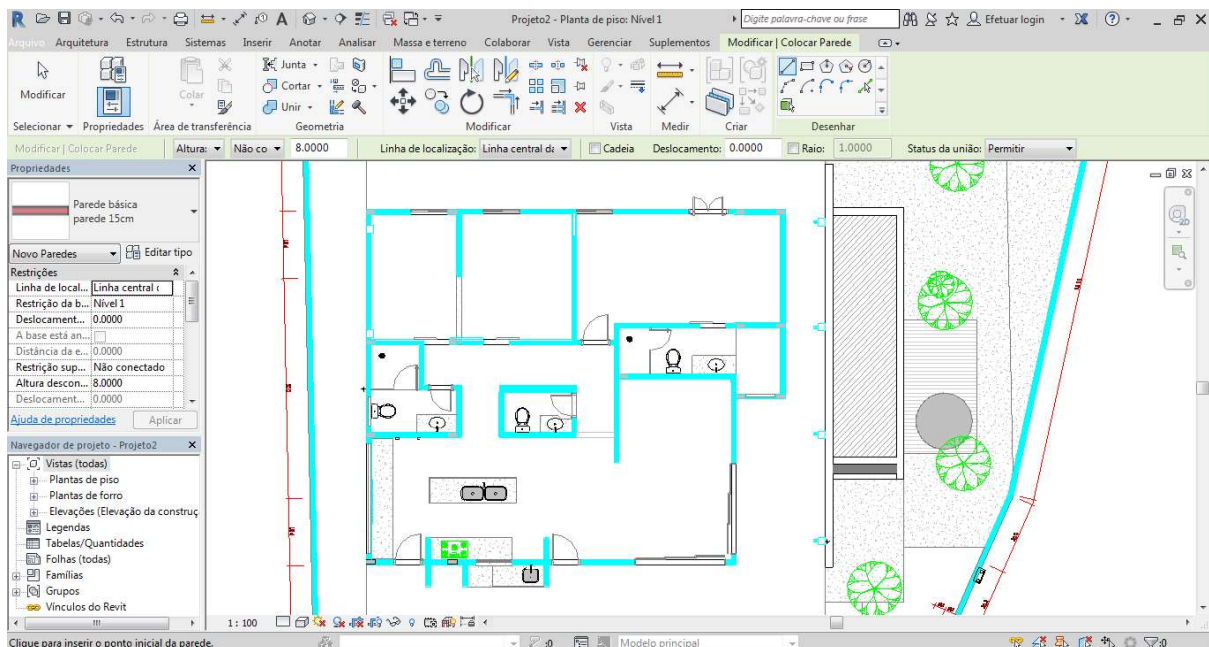 Projeto2 - Planta de piso: Nível 1
Digite palavra-chave ou frase
Efetuar login
Arquivo Arquitetura Estrutura Sistemas Inserir Anotar Analisar Massa e terreno Colaborar Vista Gerenciar Suplementos Modificar | Colocar Parede
Modificar
Colar
Junta
Cortar
Unir
Selecionar Propriedades Área de transferência Geometria Modificar Vista Medir Criar Desenhar
Modificar | Colocar Parede Altura: Não co 8.0000 Linha de localização: Linha central da Cadeia Deslocamento: 0.0000 Raio: 1.0000 Status da união: Permitir
Propriedades
Parede básica
parede 15cm
Novo Paredes Editar tipo
Restrições
Linha de local... Linha central
Restrição da b... Nível 1
Deslocament... 0.0000
A base está an...
Distância da e... 0.0000
Restrição sup... Não conectado
Altura descon... 8.0000
Deslocament... 0.0000
Ajuda de propriedades Aplicar
Navegador de projeto - Projeto2
Vistas (todas)
Plantas de piso
Plantas de forro
Elevações (Elevação da construç
Legendas
Tabelas/Quantidades
Folhas (todas)
Famílias
Grupos
Vínculos do Revit
1 : 100
Clique para inserir o ponto inicial da parede.
:0
Modelo principal
:0